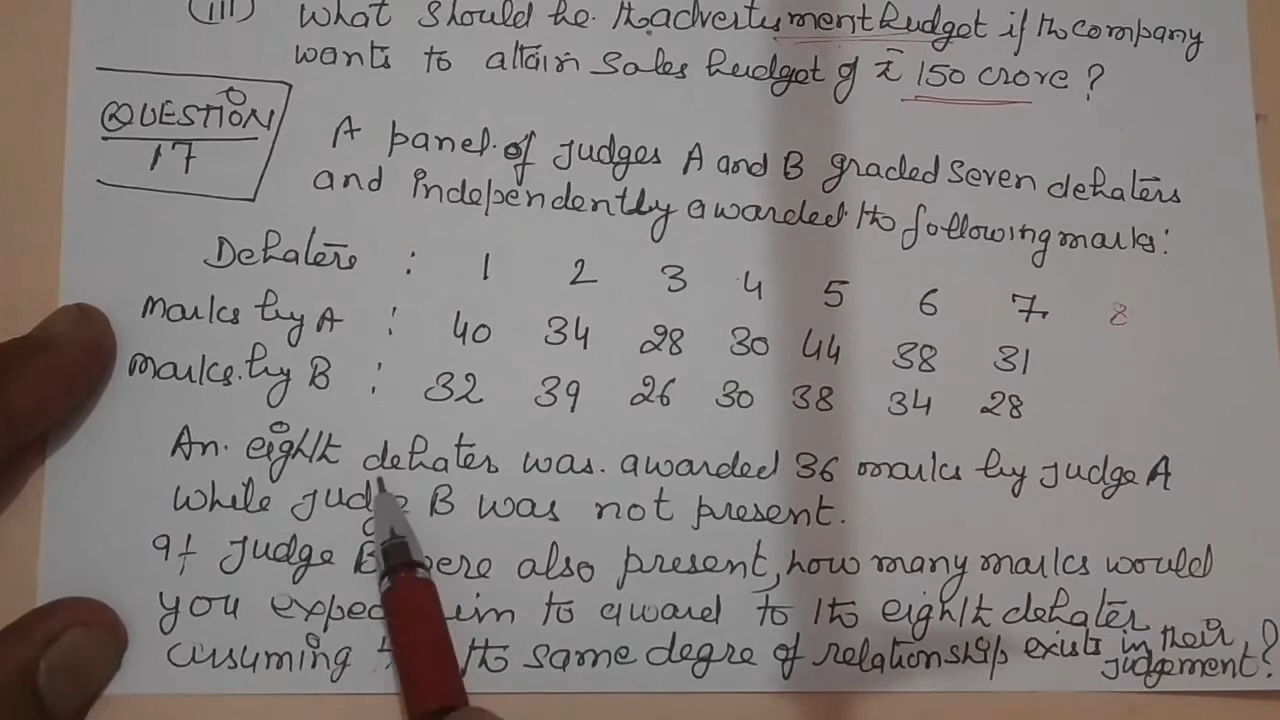 (iii) What should be the advertisment budget if the company
wants to attain sales budget of ₹ 150 crore?
QUESTION
17
A panel of judges A and B graded seven debaters
and independently awarded the following marks:
Debaters : 1 2 3 4 5 6 7 8
Marks by A : 40 34 28 30 44 38 31
Marks by B : 32 39 26 30 38 34 28
An eighth debater was awarded 36 marks by judge A
while judge B was not present.
If judge B were also present, how many marks would
you expect him to award to the eighth debater
assuming the same degree of relationship exists in their
judgement?